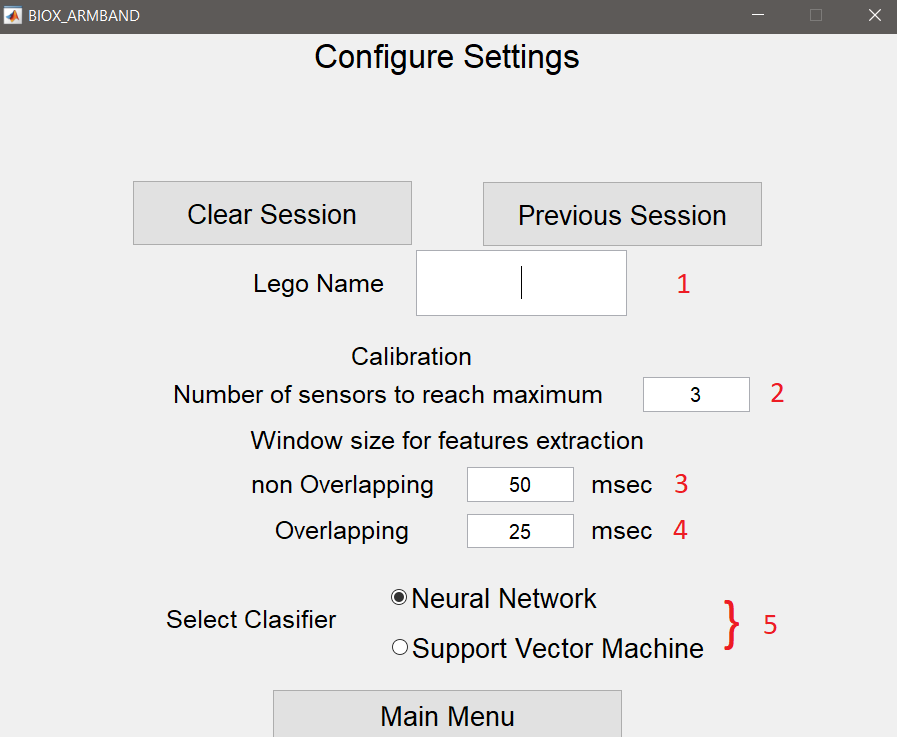 BIOX_ARMBAND
Configure Settings
Clear Session Previous Session
Lego Name 1
Calibration
Number of sensors to reach maximum 3 2
Window size for features extraction
non Overlapping 50 msec 3
Overlapping 25 msec 4
Neural Network
Select Clasifier } 5
Support Vector Machine
Main Menu